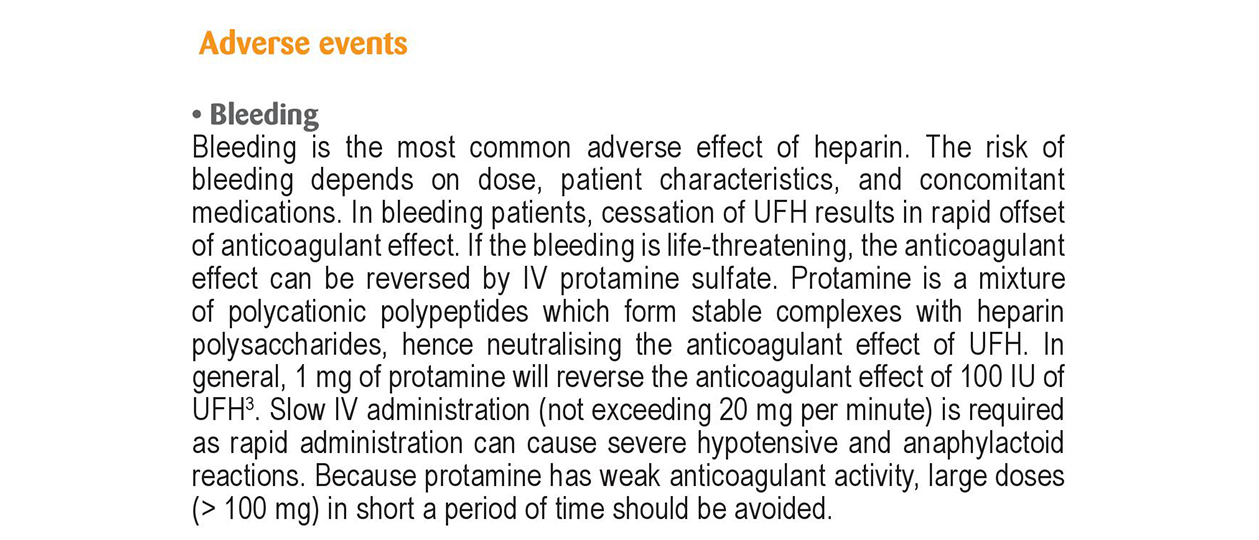 Adverse events
• Bleeding
Bleeding is the most common adverse effect of heparin. The risk of
bleeding depends on dose, patient characteristics, and concomitant
medications. In bleeding patients, cessation of UFH results in rapid offset
of anticoagulant effect. If the bleeding is life-threatening, the anticoagulant
effect can be reversed by IV protamine sulfate. Protamine is a mixture
of polycationic polypeptides which form stable complexes with heparin
polysaccharides, hence neutralising the anticoagulant effect of UFH. In
general, 1 mg of protamine will reverse the anticoagulant effect of 100 IU of
UFH³. Slow IV administration (not exceeding 20 mg per minute) is required
as rapid administration can cause severe hypotensive and anaphylactoid
reactions. Because protamine has weak anticoagulant activity, large doses
(> 100 mg) in short a period of time should be avoided.